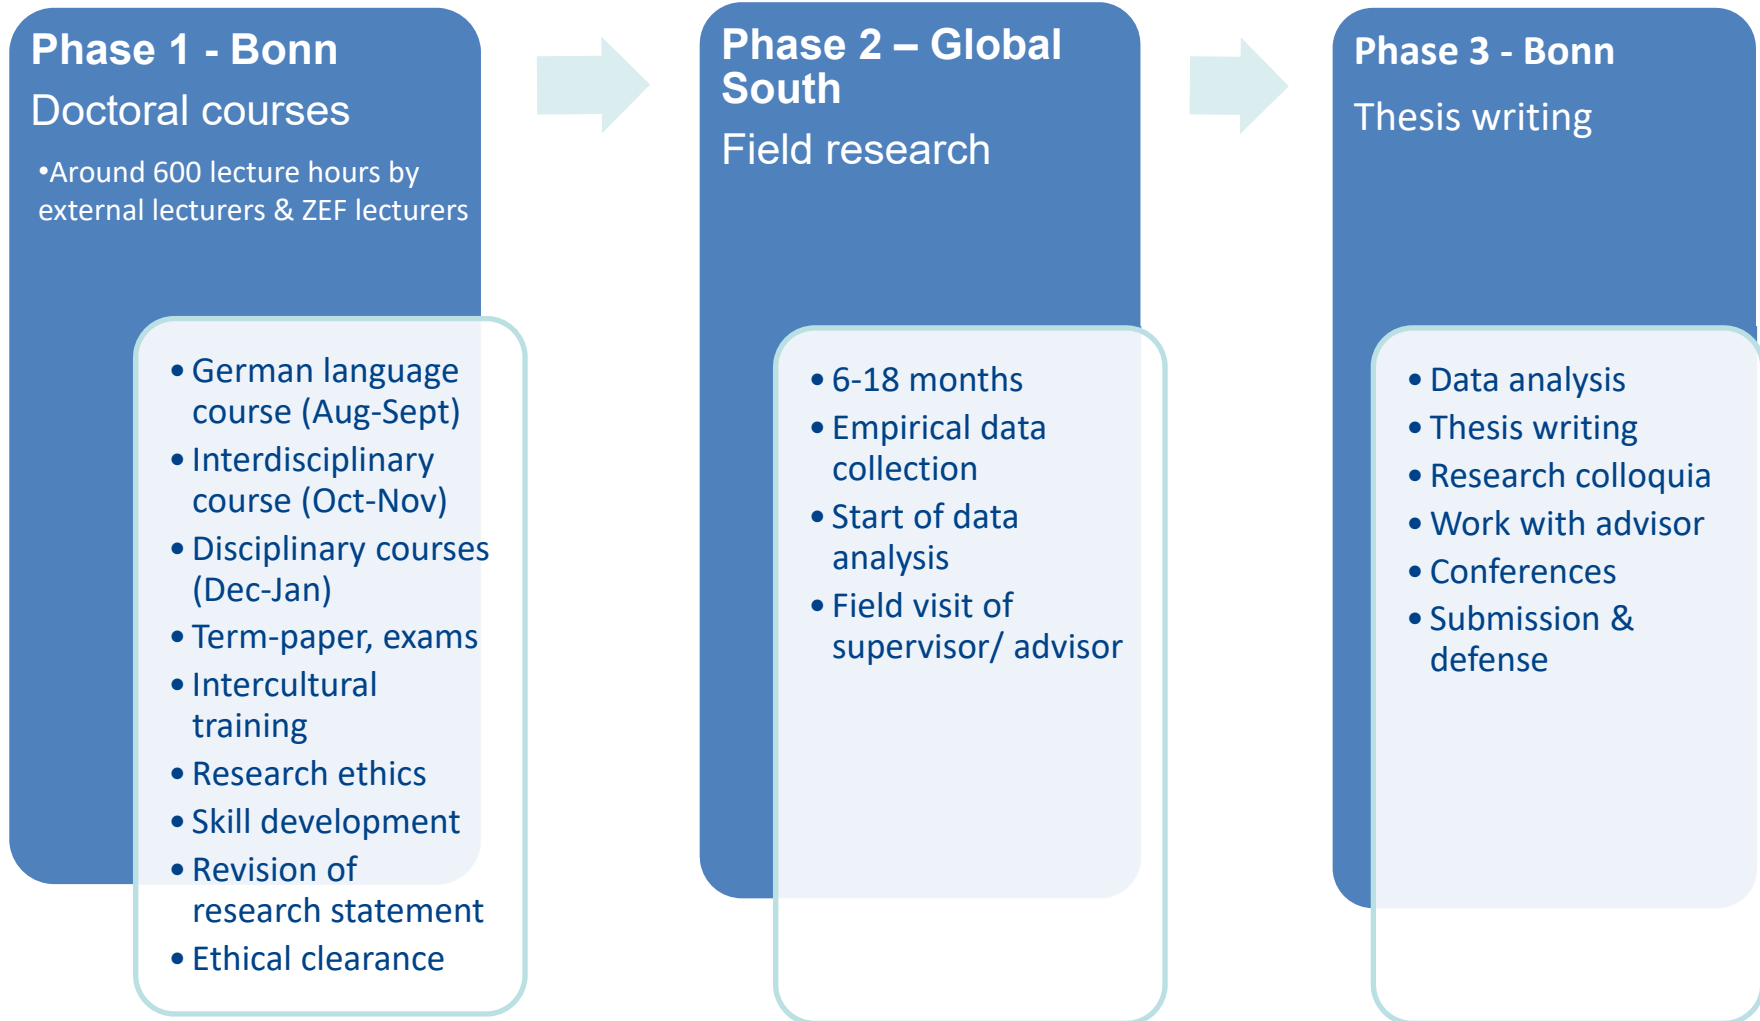 Phase 1 - Bonn
Doctoral courses
•Around 600 lecture hours by
external lecturers & ZEF lecturers
• German language
course (Aug-Sept)
• Interdisciplinary
course (Oct-Nov)
• Disciplinary courses
(Dec-Jan)
• Term-paper, exams
• Intercultural
training
• Research ethics
• Skill development
• Revision of
research statement
• Ethical clearance
Phase 2 – Global
South
Field research
• 6-18 months
• Empirical data
collection
• Start of data
analysis
• Field visit of
supervisor/ advisor
Phase 3 - Bonn
Thesis writing
• Data analysis
• Thesis writing
• Research colloquia
• Work with advisor
• Conferences
• Submission &
defense